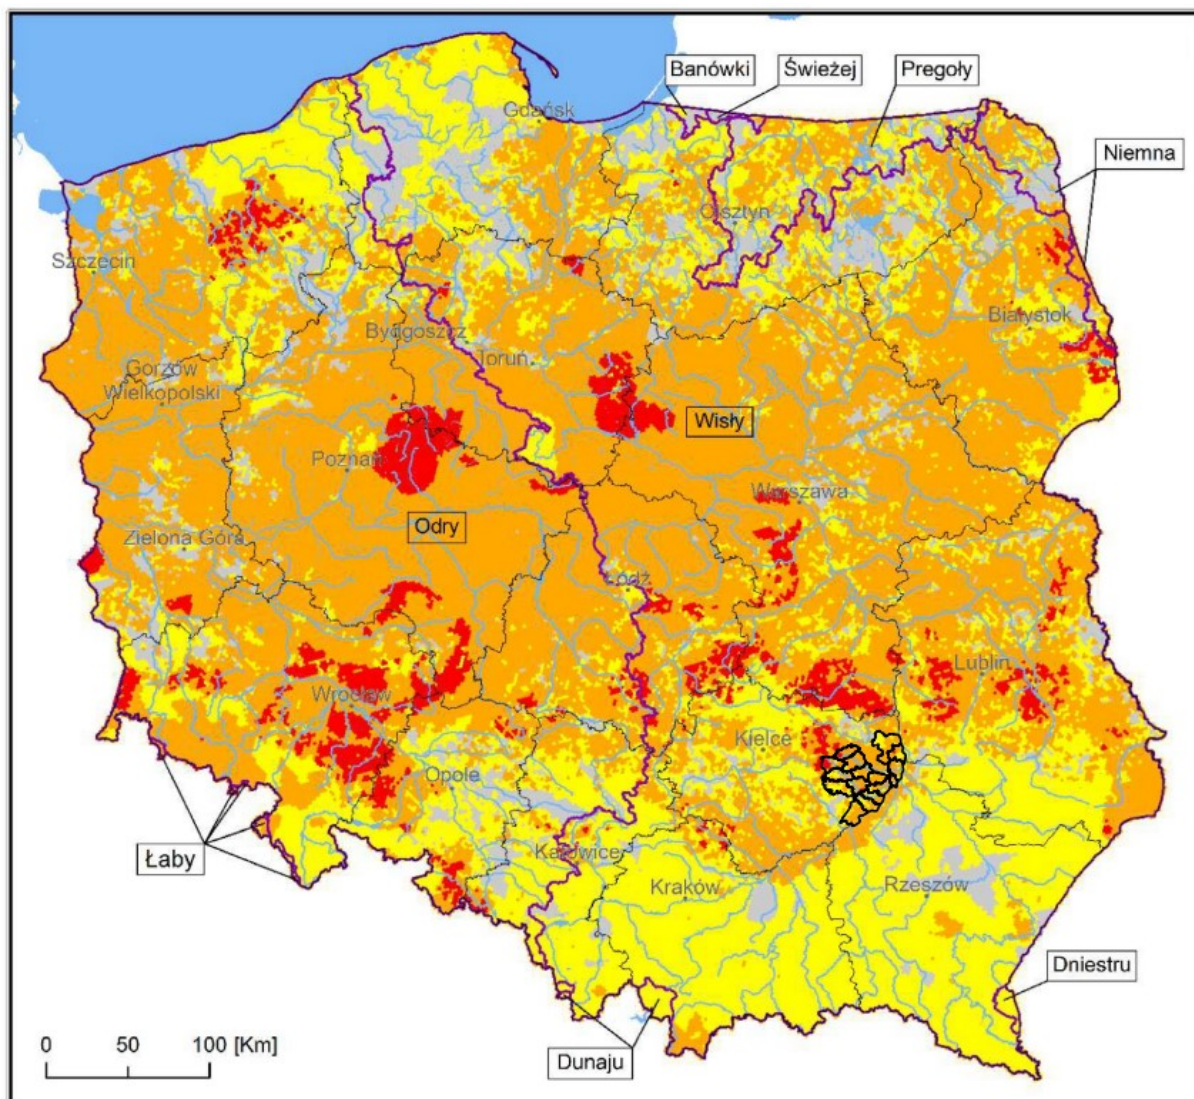 Banówki
Świeżej
Pregoły
Gdańsk
Niemna
Olsztyn
Szczecin
Białystok
Bydgoszcz
Toruń
Gorzów
Wielkopolski
Wisły
Poznań
Warszawa
Odry
Zielona Góra
Łódź
Lublin
Wrocław
Kielce
Opole
Łaby
Katowice
Kraków
Rzeszów
Dniestru
0 50 100 [Km]
Dunaju